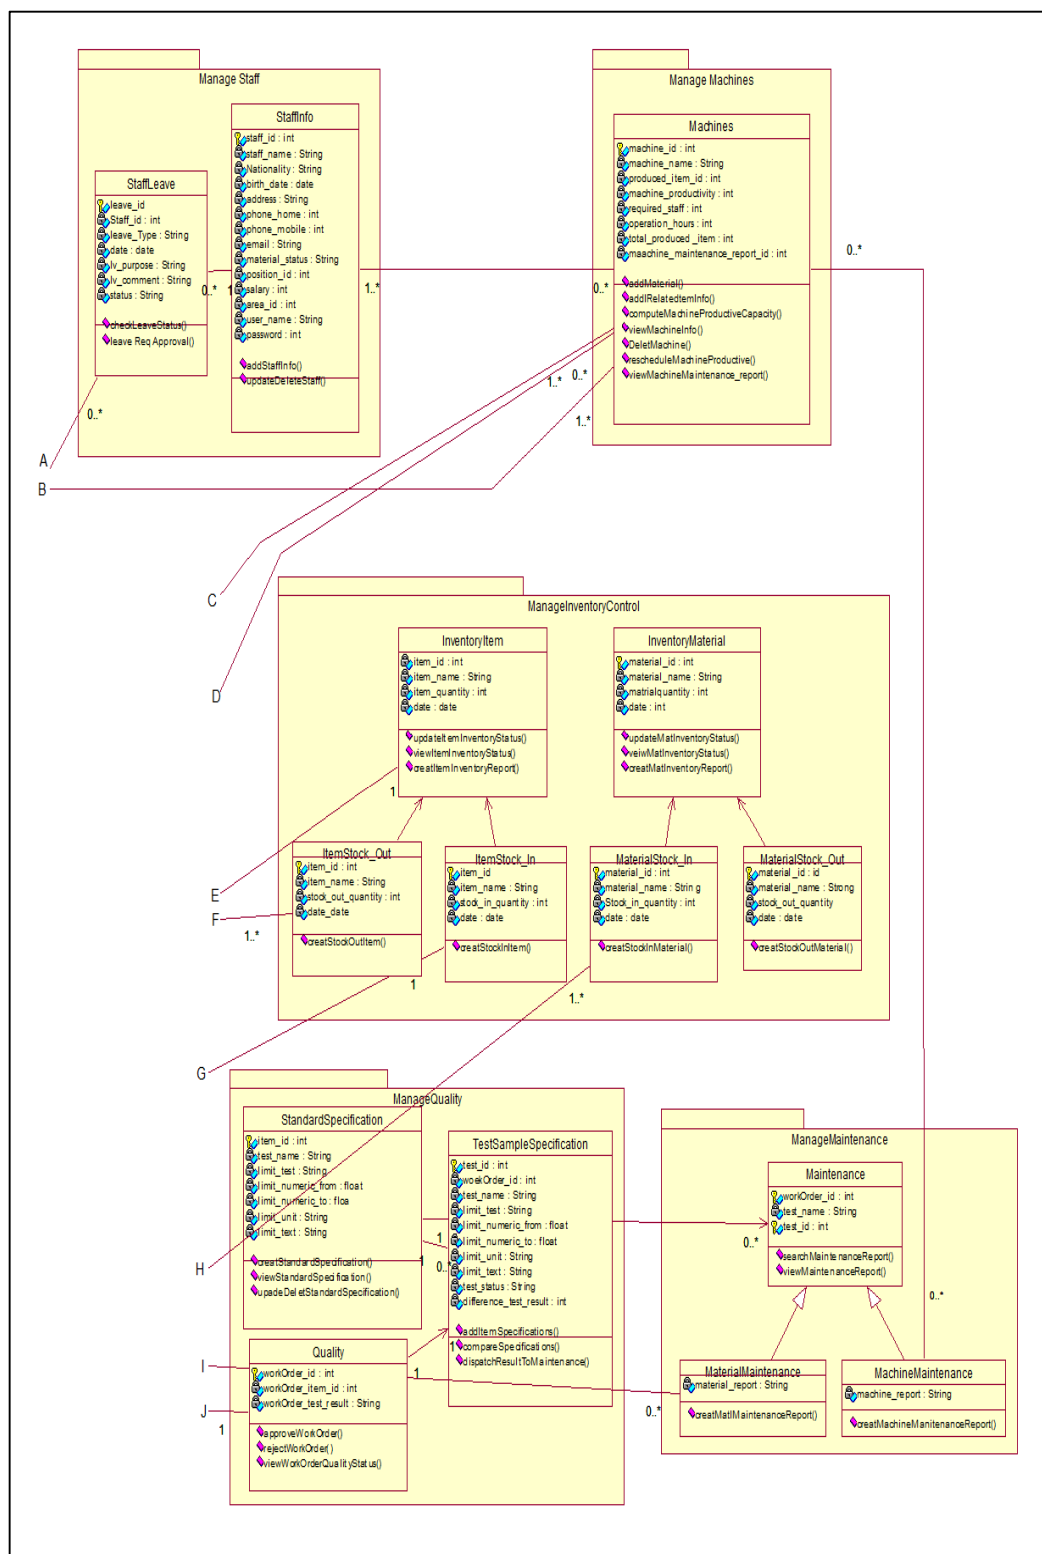 Manage Staff
StaffInfo
staff_id : int
staff_name : String
Nationality : String
birth_date : date
address : String
phone_home : int
phone_mobile : int
email : String
material_status : String
position_id : int
salary : int
area_id : int
user_name : String
password : int
addStaffInfo()
updateDeleteStaff()
StaffLeave
leave_id
Staff_id : int
leave_Type : String
date : date
lv_purpose : String
lv_comment : String
status : String
checkLeaveStatus()
leave Req Approval()
0..*
1
1..*
0..*
A
B
Manage Machines
Machines
machine_id : int
machine_name : String
produced_item_id : int
machine_productivity : int
required_staff : int
operation_hours : int
total_produced_item : int
maachine_maintenance_report_id : int
addMaterial()
addIRelatedtemInfo()
computeMachineProductiveCapacity()
viewMachineInfo()
DeletMachine()
rescheduleMachineProductive()
viewMachineMaintenance_report()
0..*
0..*
1..*
0..*
1..*
C
D
ManageInventoryControl
InventoryItem
item_id : int
item_name : String
item_quantity : int
date : date
updateItemInventoryStatus()
viewItemInventoryStatus()
creatItemInventoryReport()
1
InventoryMaterial
material_id : int
material_name : String
matrialquantity : int
date : int
updateMatInventoryStatus()
veiwMatInventoryStatus()
creatMatInventoryReport()
ItemStock_Out
item_id : int
item_name : String
stock_out_quantity : int
date_date
creatStockOutItem()
ItemStock_In
item_id
item_name : String
stock_in_quantity : int
date : date
creatStockInItem()
MaterialStock_In
material_id : int
material_name : String
Stock_in_quantity : int
date : date
creatStockInMaterial()
MaterialStock_Out
material_id : id
material_name : Strong
stock_out_quantity
date : date
creatStockOutMaterial()
E
F
1..*
1
1..*
G
H
ManageQuality
StandardSpecification
item_id : int
test_name : String
limit_test : String
limit_numeric_from : float
limit_numeric_to : floa
limit_unit : String
limit_text : String
creatStandardSpecification()
viewStandardSpecification()
upadeDeletStandardSpecification()
1
1
0..*
TestSampleSpecification
test_id : int
woekOrder_id : int
test_name : String
limit_test : String
limit_numeric_from : float
limit_numeric_to : float
limit_unit : String
limit_text : String
test_status : String
difference_test_result : int
addItemSpecifications()
compareSpecifications()
dispatchResultToMaintenance()
1
Quality
workOrder_id : int
workOrder_item_id : int
workOrder_test_result : String
approveWorkOrder()
rejectWorkOrder()
viewWorkOrderQualityStatus()
1
I
J
1
ManageMaintenance
Maintenance
workOrder_id : int
test_name : String
test_id : int
searchMaintenanceReport()
viewMaintenanceReport()
0..*
0..*
MaterialMaintenance
material_report : String
creatMatlMaintenanceReport()
0..*
MachineMaintenance
machine_report : String
creatMachineManitenanceReport()